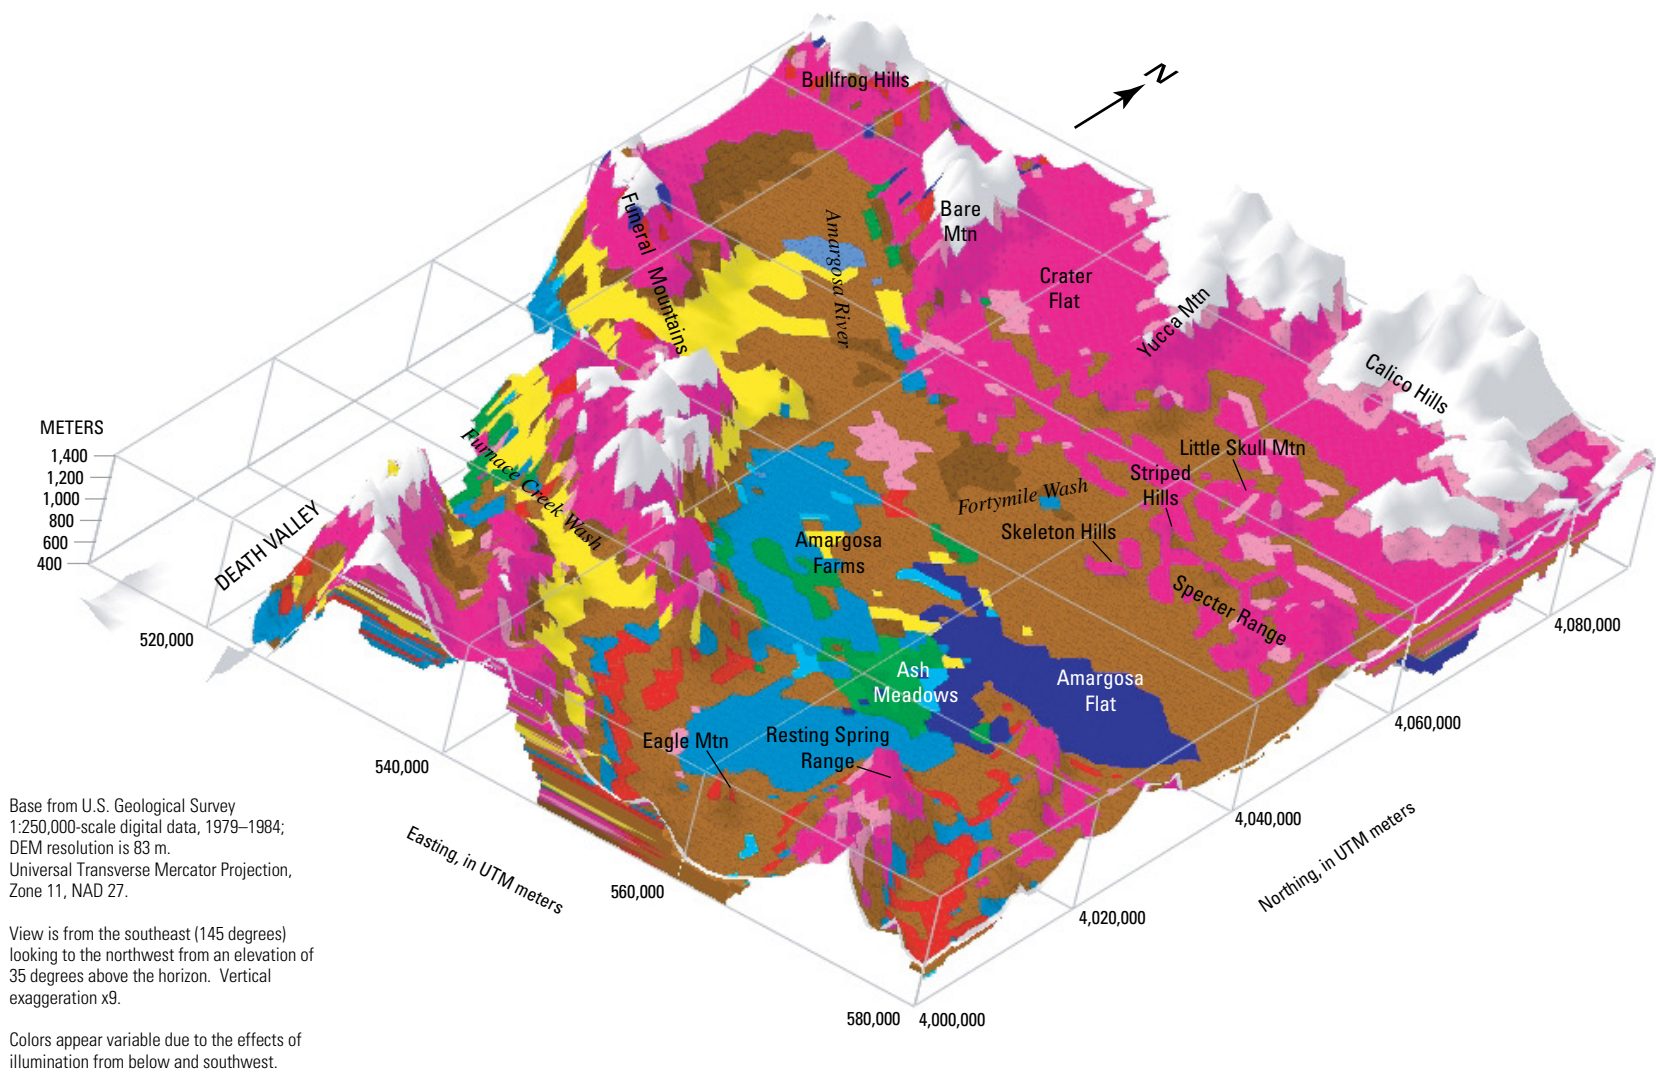 Bullfrog Hills
N
Funeral Mountains
Amargosa River
Bare
Mtn
Crater
Flat
Yucca Mtn
Calico Hills
METERS
1,400
1,200
1,000
800
600
400
DEATH VALLEY
Furnace Creek Wash
Little Skull Mtn
Striped
Hills
Fortymile Wash
Skeleton Hills
Amargosa
Farms
Specter Range
Ash
Meadows
Amargosa
Flat
Eagle Mtn
Resting Spring
Range
520,000
540,000
560,000
580,000
4,000,000
4,020,000
4,040,000
4,060,000
4,080,000
Easting, in UTM meters
Northing, in UTM meters
Base from U.S. Geological Survey
1:250,000-scale digital data, 1979–1984;
DEM resolution is 83 m.
Universal Transverse Mercator Projection,
Zone 11, NAD 27.
View is from the southeast (145 degrees)
looking to the northwest from an elevation of
35 degrees above the horizon. Vertical
exaggeration x9.
Colors appear variable due to the effects of
illumination from below and southwest.